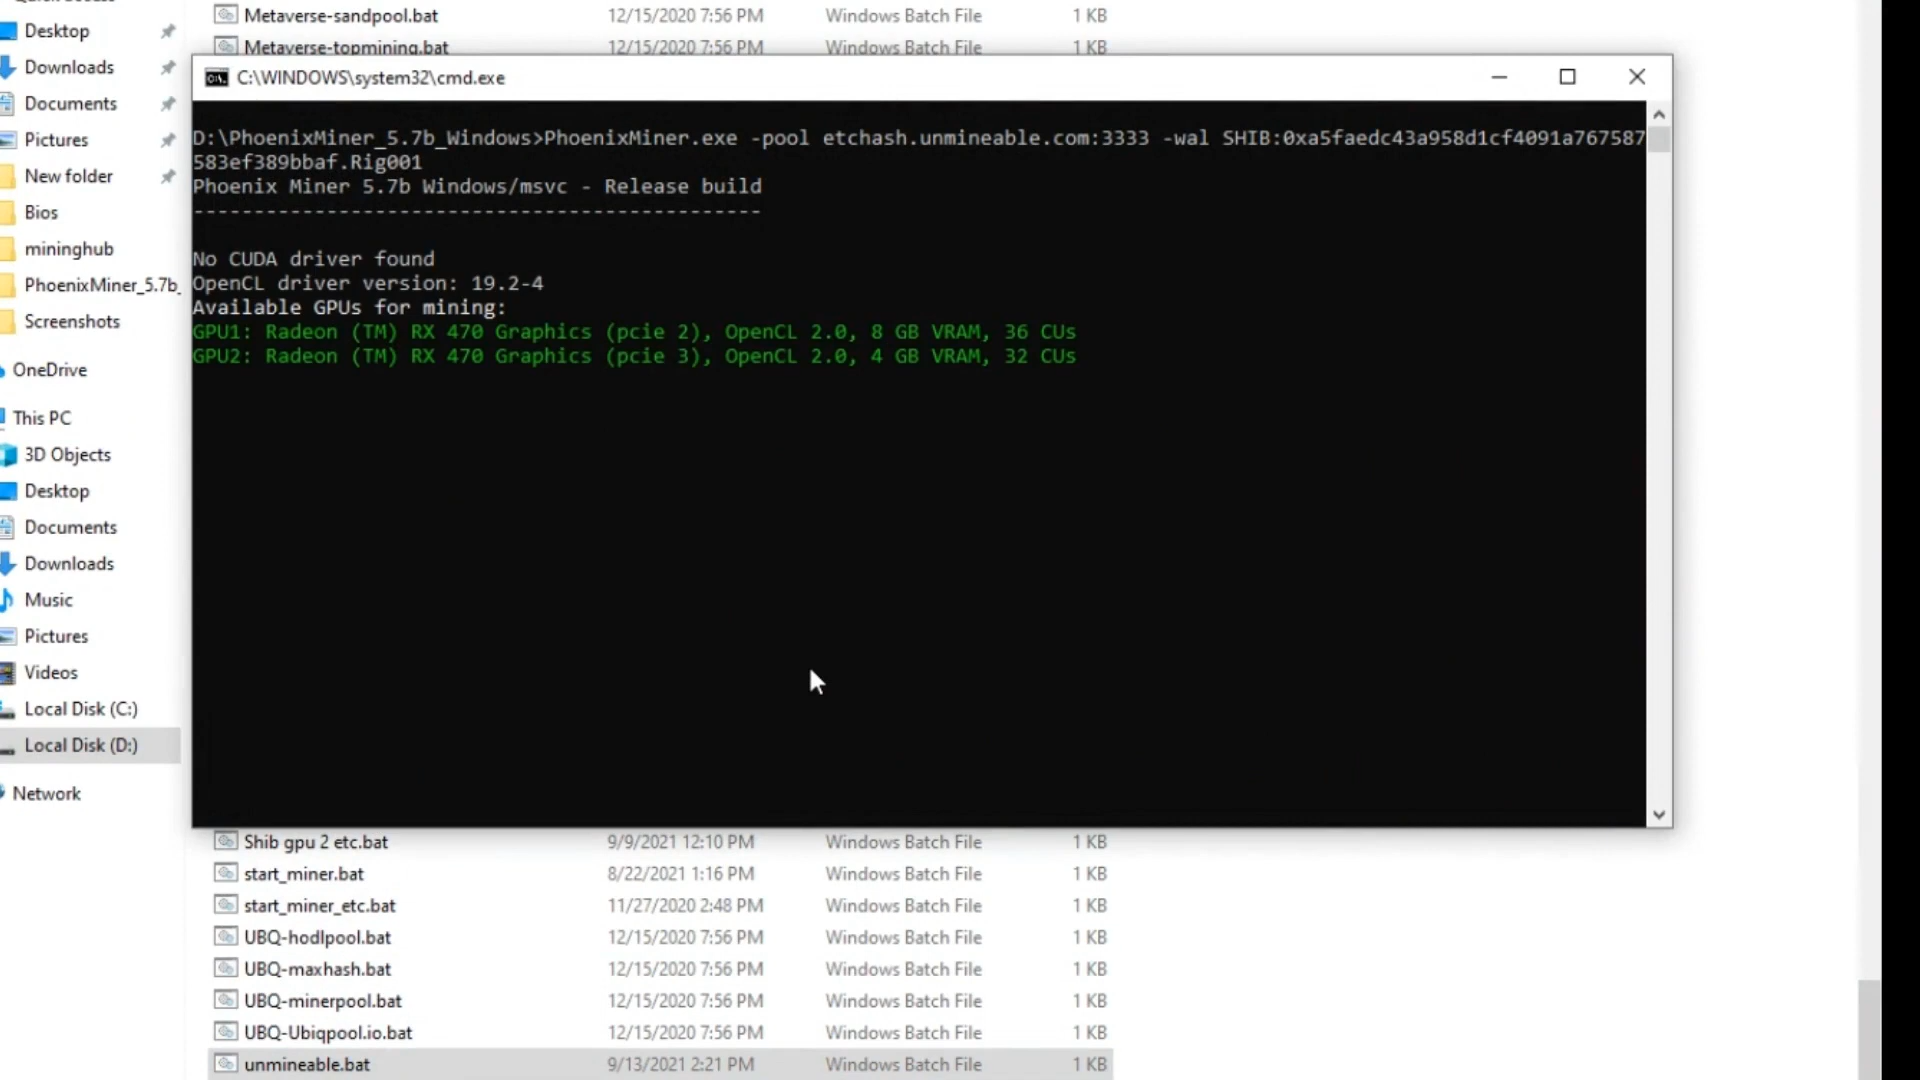 Metaverse-sandpool.bat 12/15/2020 7:56 PM Windows Batch File 1 KB
Desktop
Metaverse-topmining.bat 12/15/2020 7:56 PM Windows Batch File 1 KB
Downloads
C:\WINDOWS\system32\cmd.exe
Documents
Pictures
New folder
Bios
mininghub
PhoenixMiner_5.7b_
Screenshots
OneDrive
This PC
3D Objects
Desktop
Documents
Downloads
Music
Pictures
Videos
Local Disk (C:)
Local Disk (D:)
Network
D:\PhoenixMiner_5.7b_Windows>PhoenixMiner.exe -pool etchash.unmineable.com:3333 -wal SHIB:0xa5faedc43a958d1cf4091a767587
583ef389bbaf.Rig001
Phoenix Miner 5.7b Windows/msvc - Release build
-----------------------------------------------
No CUDA driver found
OpenCL driver version: 19.2-4
Available GPUs for mining:
GPU1: Radeon (TM) RX 470 Graphics (pcie 2), OpenCL 2.0, 8 GB VRAM, 36 CUs
GPU2: Radeon (TM) RX 470 Graphics (pcie 3), OpenCL 2.0, 4 GB VRAM, 32 CUs
Shib gpu 2 etc.bat 9/9/2021 12:10 PM Windows Batch File 1 KB
start_miner.bat 8/22/2021 1:16 PM Windows Batch File 1 KB
start_miner_etc.bat 11/27/2020 2:48 PM Windows Batch File 1 KB
UBQ-hodlpool.bat 12/15/2020 7:56 PM Windows Batch File 1 KB
UBQ-maxhash.bat 12/15/2020 7:56 PM Windows Batch File 1 KB
UBQ-minerpool.bat 12/15/2020 7:56 PM Windows Batch File 1 KB
UBQ-Ubiqpool.io.bat 12/15/2020 7:56 PM Windows Batch File 1 KB
unmineable.bat 9/13/2021 2:21 PM Windows Batch File 1 KB